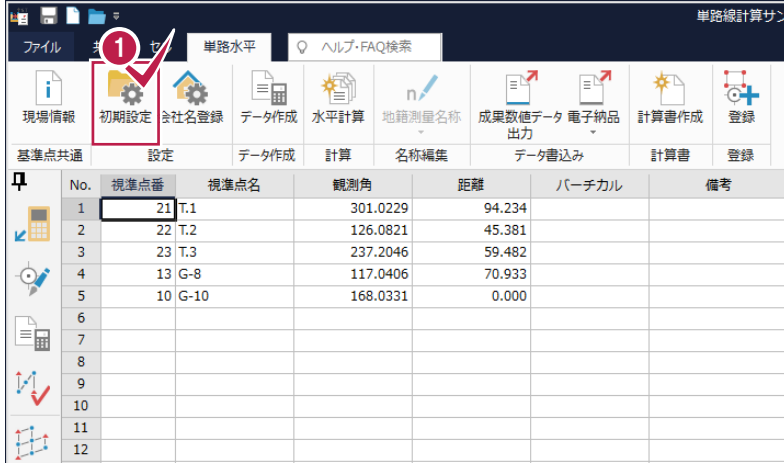 単路線計算サン
ファイル 単路水平 ヘルプ・FAQ検索
1
現場情報 初期設定 会社名登録 データ作成 水平計算 地籍測量名称 成果数値データ出力 電子納品 計算書作成 登録
基準点共通 設定 データ作成 計算 名称編集 データ書込み 計算書 登録
No. 視準点番 視準点名 観測角 距離 バーチカル 備考
1 21 T.1 301.0229 94.234
2 22 T.2 126.0821 45.381
3 23 T.3 237.2046 59.482
4 13 G-8 117.0406 70.933
5 10 G-10 168.0331 0.000
6
7
8
9
10
11
12